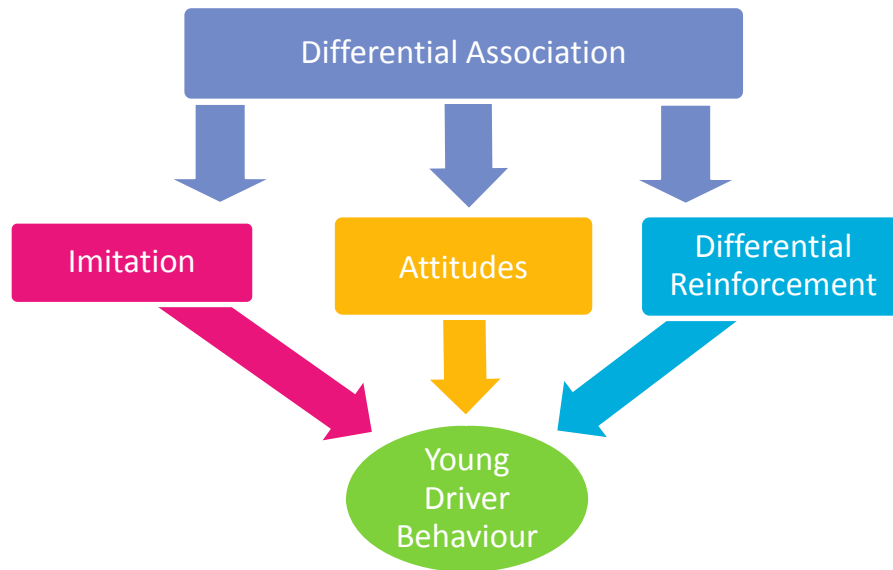 Differential Association
Imitation
Attitudes
Differential
Reinforcement
Young
Driver
Behaviour